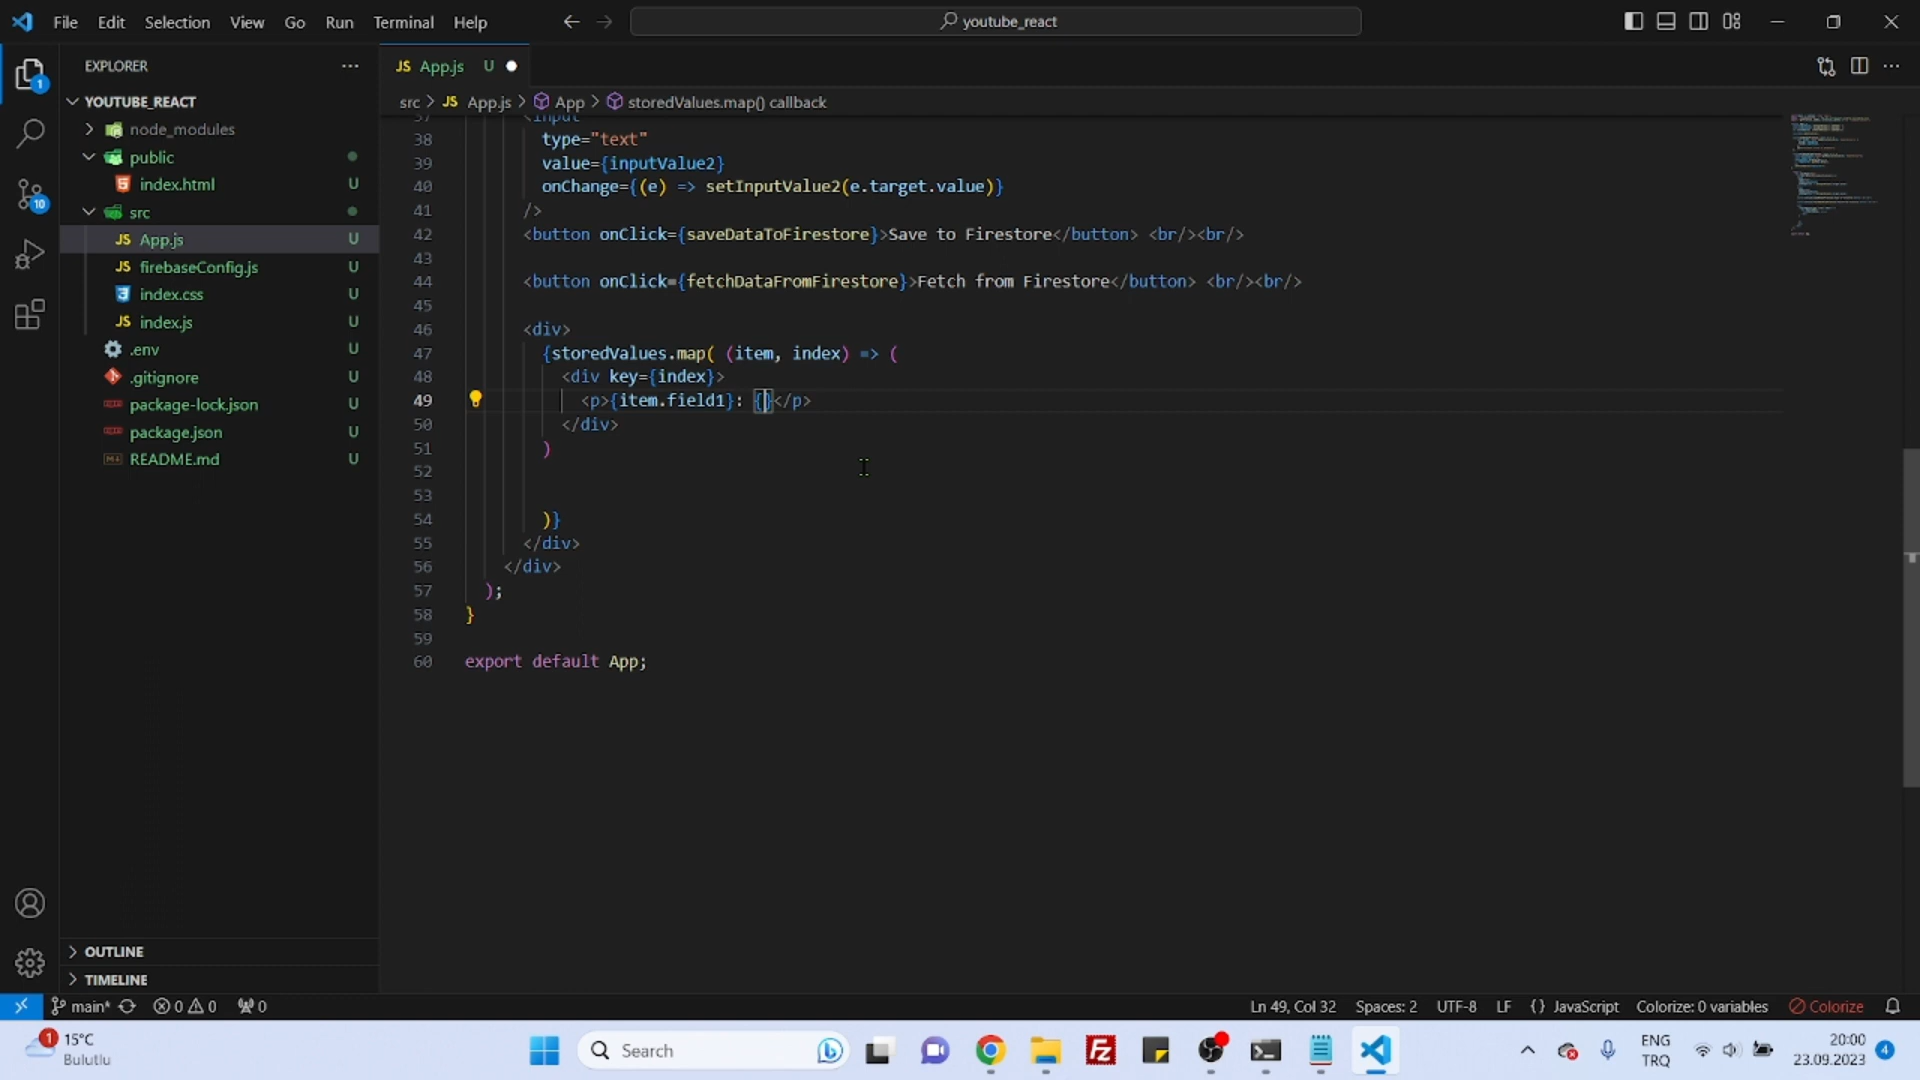 File Edit Selection View Go Run Terminal Help
youtube_react
EXPLORER
1
YOUTUBE_REACT
node_modules
public
index.html U
src
App.js U
firebaseConfig.js U
index.css U
index.js U
.env U
.gitignore U
package-lock.json U
package.json U
README.md U
10
OUTLINE
TIMELINE
JS App.js U
src > JS App.js > App > storedValues.map() callback
37 <input
38 type="text"
39 value={inputValue2}
40 onChange={(e) => setInputValue2(e.target.value)}
41 />
42 <button onClick={saveDataToFirestore}>Save to Firestore</button> <br/><br/>
43
44 <button onClick={fetchDataFromFirestore}>Fetch from Firestore</button> <br/><br/>
45
46 <div>
47 {storedValues.map( (item, index) => (
48 <div key={index}>
49 <p>{item.field1}: {}</p>
50 </div>
51 )
52
53
54 )}
55 </div>
56 </div>
57 );
58 }
59
60 export default App;
main* 0 0 0
Ln 49, Col 32 Spaces: 2 UTF-8 LF {} JavaScript Colorize: 0 variables Colorize
1
15°C
Bulutlu
Search
ENG
TRQ
20:00
23.09.2023
4